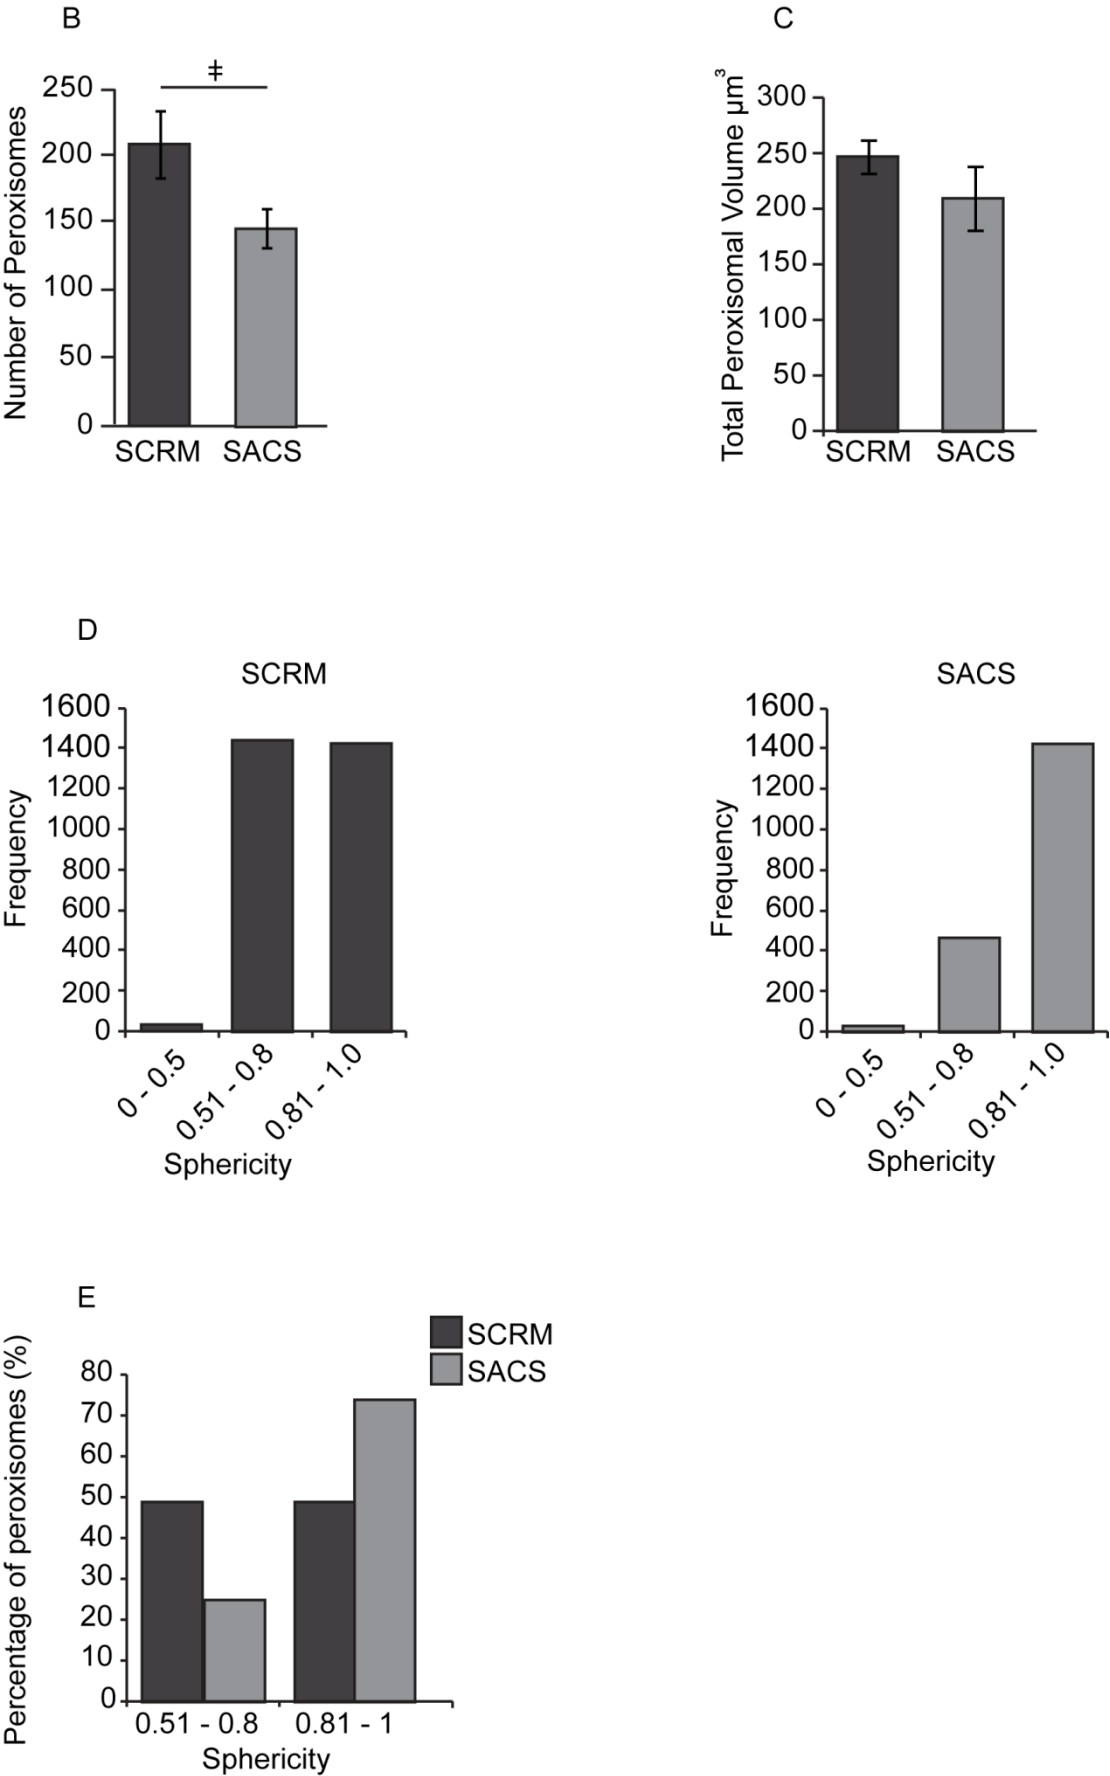 B
‡
Number of Peroxisomes
250
200
150
100
50
0
SCRM SACS
C
Total Peroxisomal Volume µm³
300
250
200
150
100
50
0
SCRM SACS
D
SCRM
Frequency
1600
1400
1200
1000
800
600
400
200
0
0 - 0.5
0.51 - 0.8
0.81 - 1.0
Sphericity
SACS
Frequency
1600
1400
1200
1000
800
600
400
200
0
0 - 0.5
0.51 - 0.8
0.81 - 1.0
Sphericity
E
SCRM
SACS
Percentage of peroxisomes (%)
80
70
60
50
40
30
20
10
0
0.51 - 0.8 0.81 - 1
Sphericity